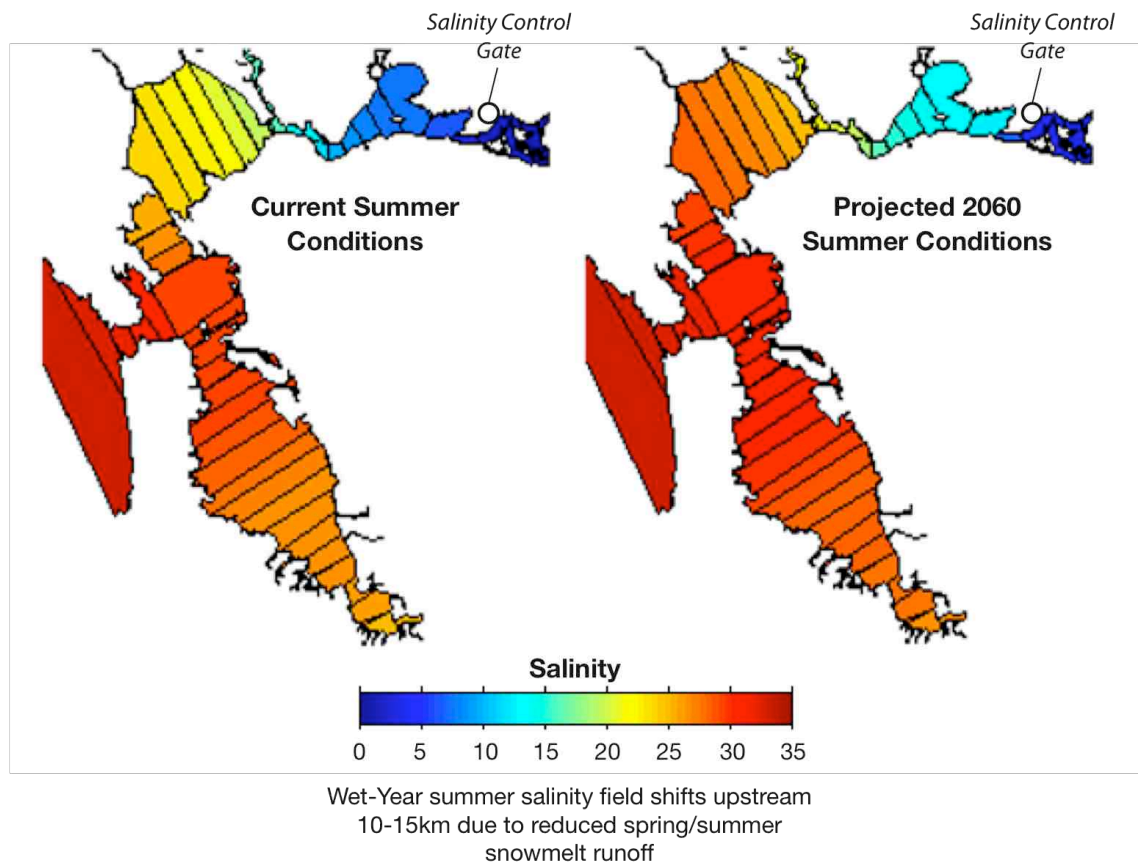 Salinity Control
Gate
Salinity Control
Gate
Current Summer
Conditions
Projected 2060
Summer Conditions
Salinity
0 5 10 15 20 25 30 35
Wet-Year summer salinity field shifts upstream
10-15km due to reduced spring/summer
snowmelt runoff